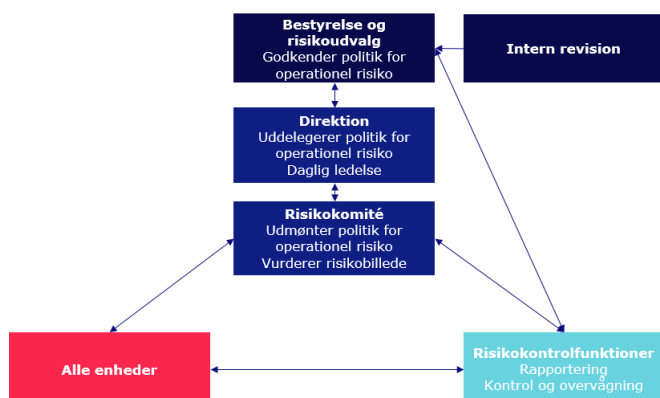 Bestyrelse og
risikoudvalg
Godkender politik for
operationel risiko
Intern revision
Direktion
Uddelegerer politik for
operationel risiko
Daglig ledelse
Risikokomité
Udmønter politik for
operationel risiko
Vurderer risikobillede
Alle enheder
Risikokontrolfunktioner
Rapportering
Kontrol og overvågning